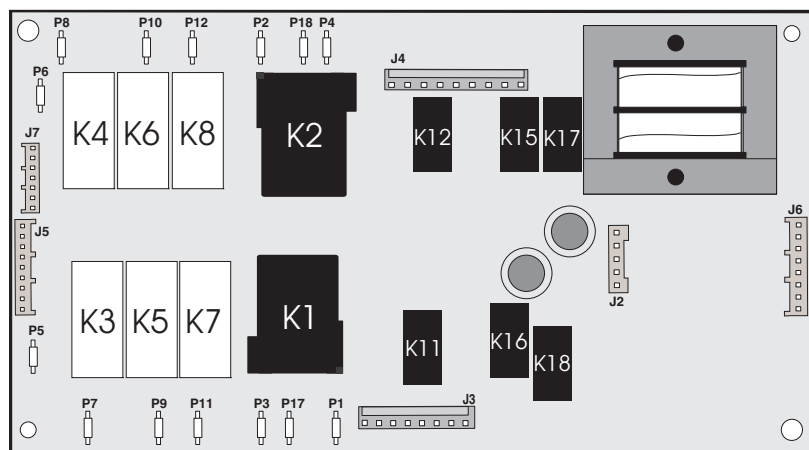 P8 P10 P12 P2 P18 P4
J4
P6
K4 K6 K8 K2 K12 K15 K17
J7
J5 J6
J2
K3 K5 K7 K1 K11 K16 K18
P5
P7 P9 P11 P3 P17 P1 J3